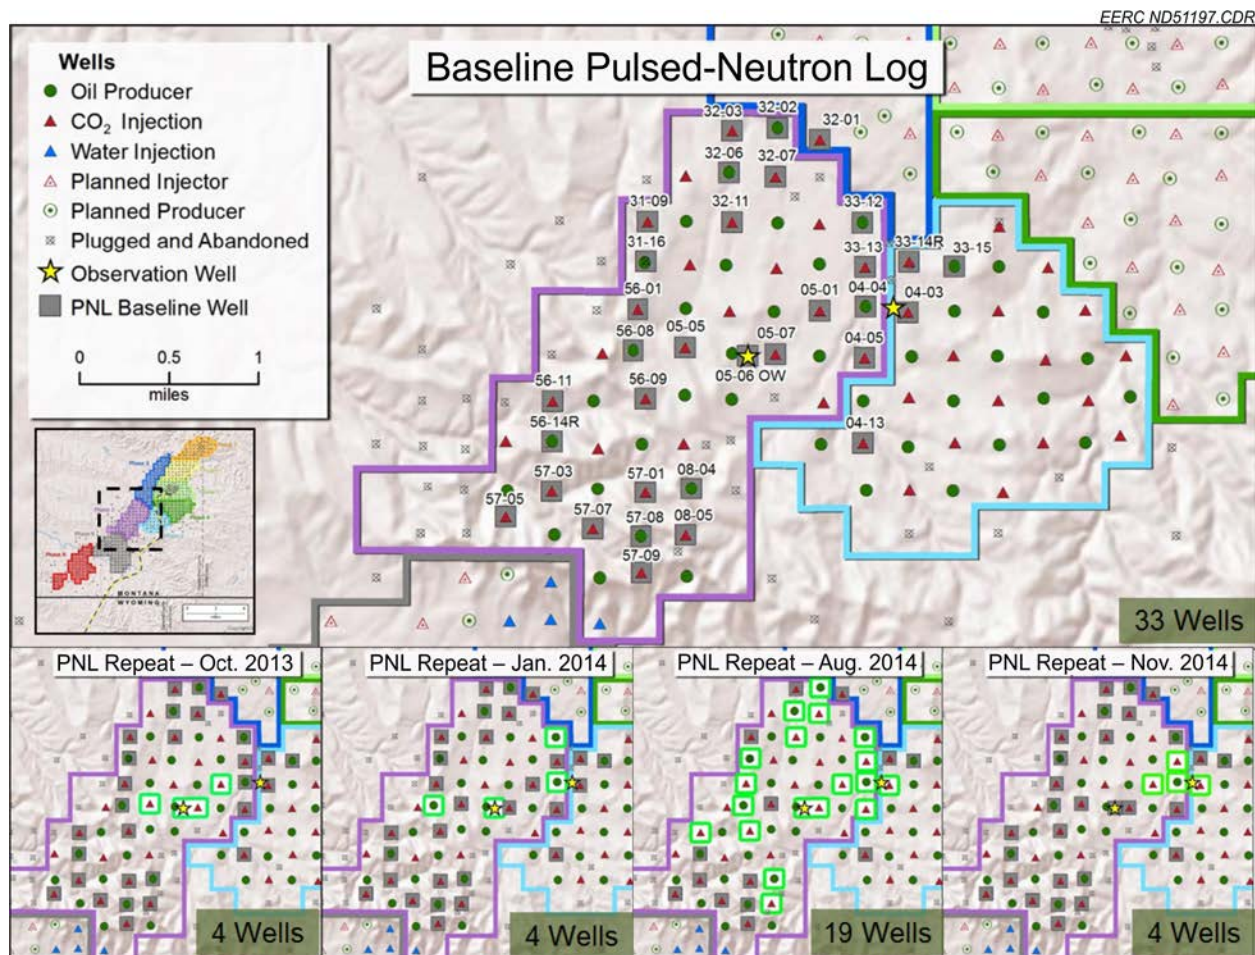 EERC ND51197.CDR
Baseline Pulsed-Neutron Log
Wells
Oil Producer
CO₂ Injection
Water Injection
Planned Injector
Planned Producer
Plugged and Abandoned
Observation Well
PNL Baseline Well
0 0.5 1
miles
32-03 32-02 32-01
32-06 32-07
31-09 32-11 33-12
31-16 33-13 33-14R 33-15
56-01 05-01 04-04 04-03
56-08 05-05 05-07 04-05
05-06 OW
56-11 56-09
56-14R 04-13
57-03 57-01 08-04
57-05 57-07 57-08 08-05
57-09
MONTANA
WYOMING
33 Wells
PNL Repeat – Oct. 2013
4 Wells
PNL Repeat – Jan. 2014
4 Wells
PNL Repeat – Aug. 2014
19 Wells
PNL Repeat – Nov. 2014
4 Wells